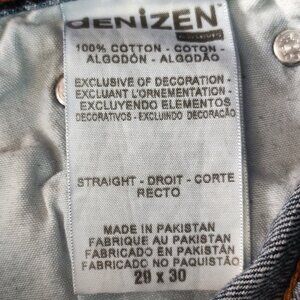 DENIZEN
100% COTTON - COTON -
ALGODÓN - ALGODÃO
EXCLUSIVE OF DECORATION -
EXCLUANT L'ORNEMENTATION -
EXCLUYENDO ELEMENTOS
DECORATIVOS - EXCLUINDO DECORAÇÃO
STRAIGHT - DROIT - CORTE
RECTO
MADE IN PAKISTAN
FABRIQUE AU PAKISTAN
FABRICADO EN PAKISTAN
FABRICADO NO PAQUISTÃO
29 X 30